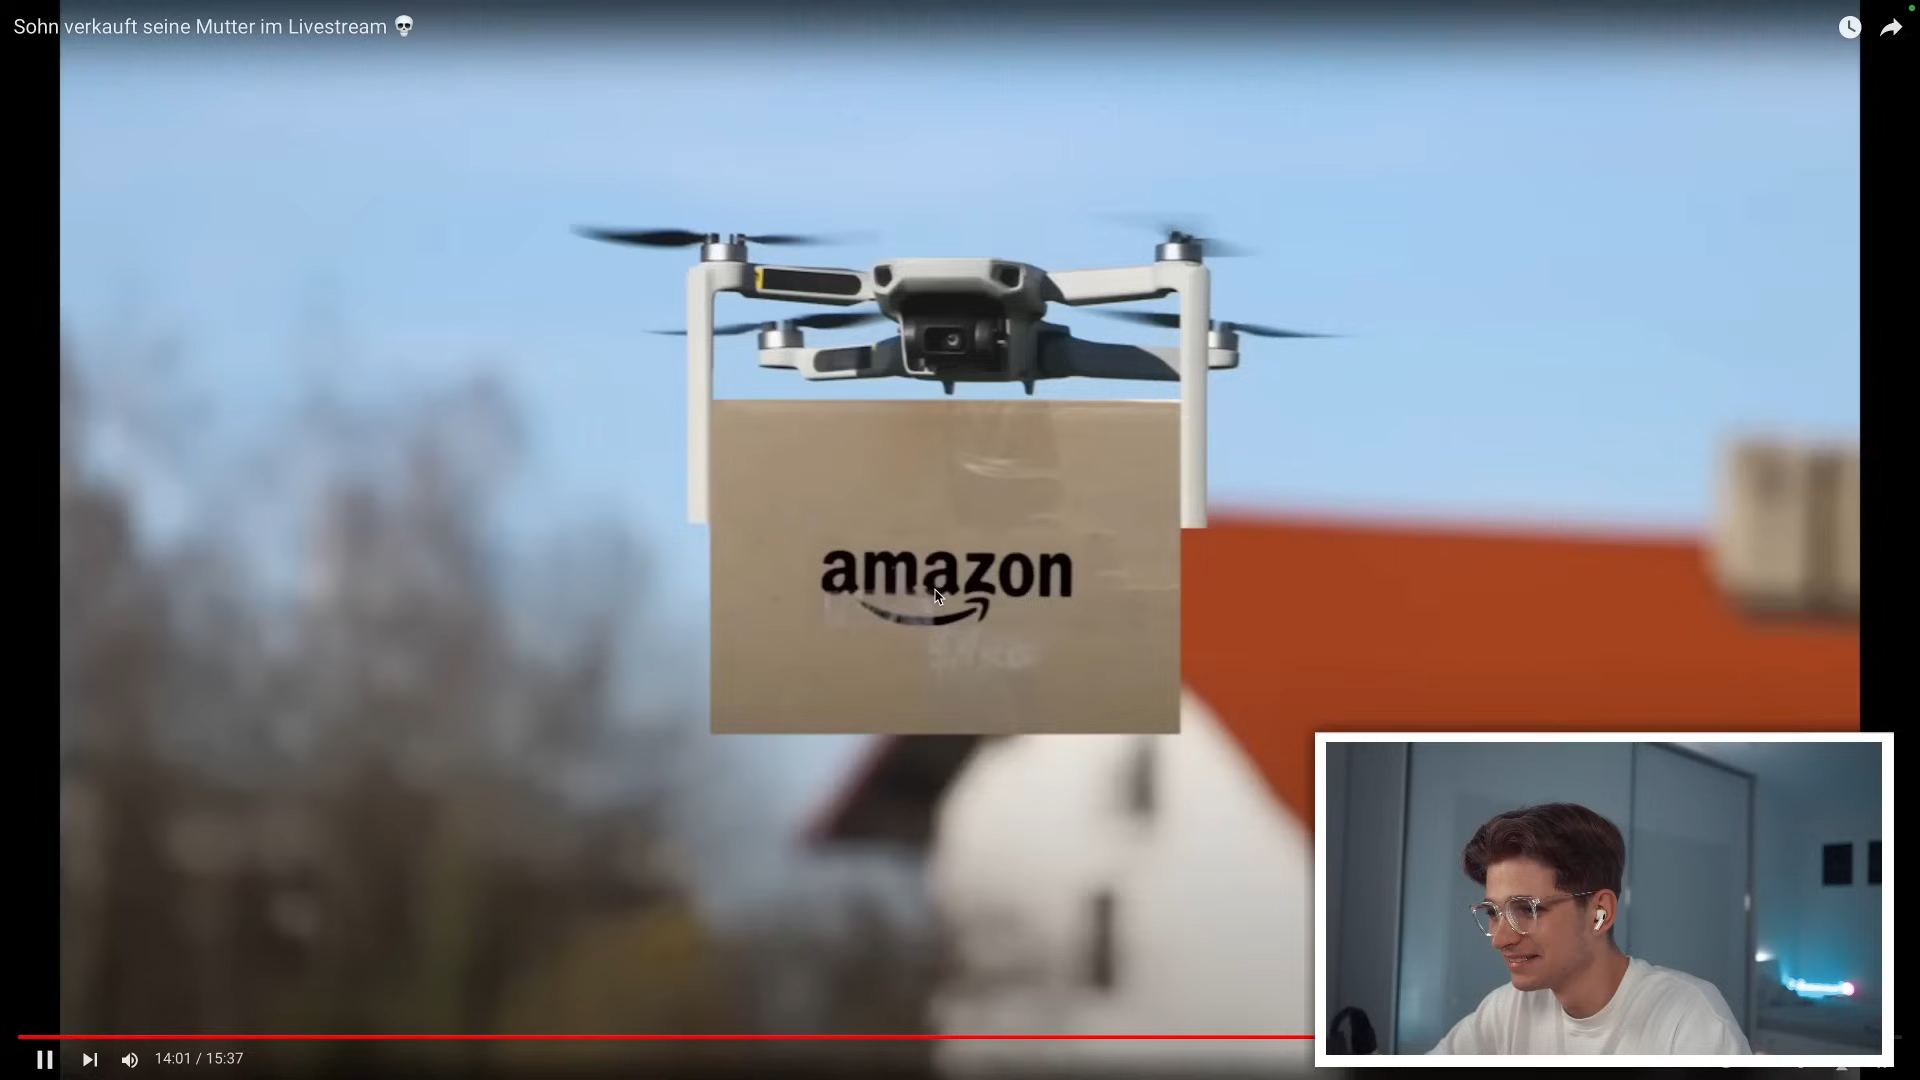 Sohn verkauft seine Mutter im Livestream 💀
amazon
14:01 / 15:37